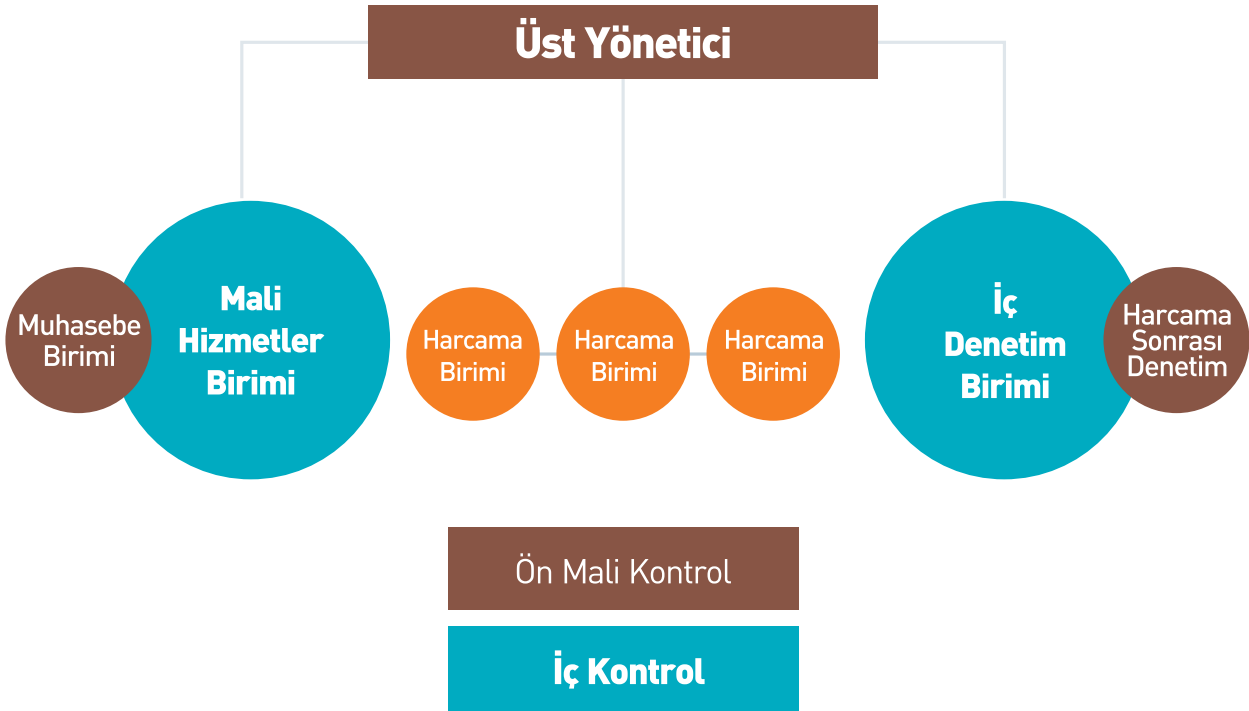 Üst Yönetici
Muhasebe
Birimi
Mali
Hizmetler
Birimi
Harcama
Birimi
Harcama
Birimi
Harcama
Birimi
İç
Denetim
Birimi
Harcama
Sonrası
Denetim
Ön Mali Kontrol
İç Kontrol